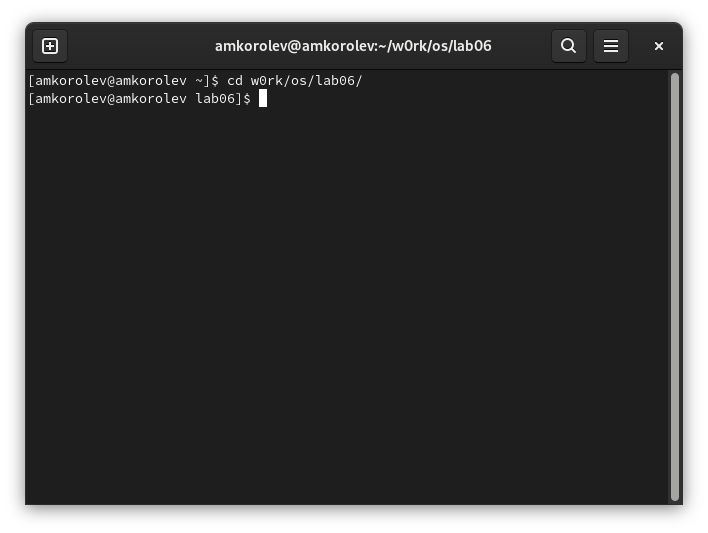 amkorolev@amkorolev:~/w0rk/os/lab06
[amkorolev@amkorolev ~]$ cd w0rk/os/lab06/
[amkorolev@amkorolev lab06]$